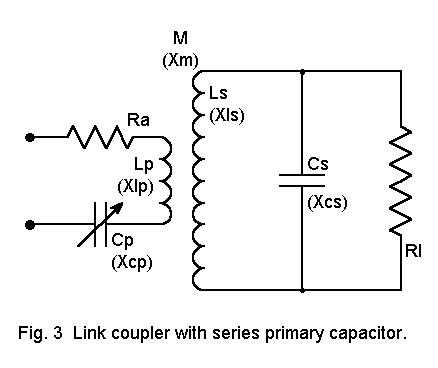 M
(Xm)
Ls
(Xls)
Ra
Lp
(Xlp)
Cs
(Xcs)
Cp
(Xcp)
Rl
Fig. 3 Link coupler with series primary capacitor.